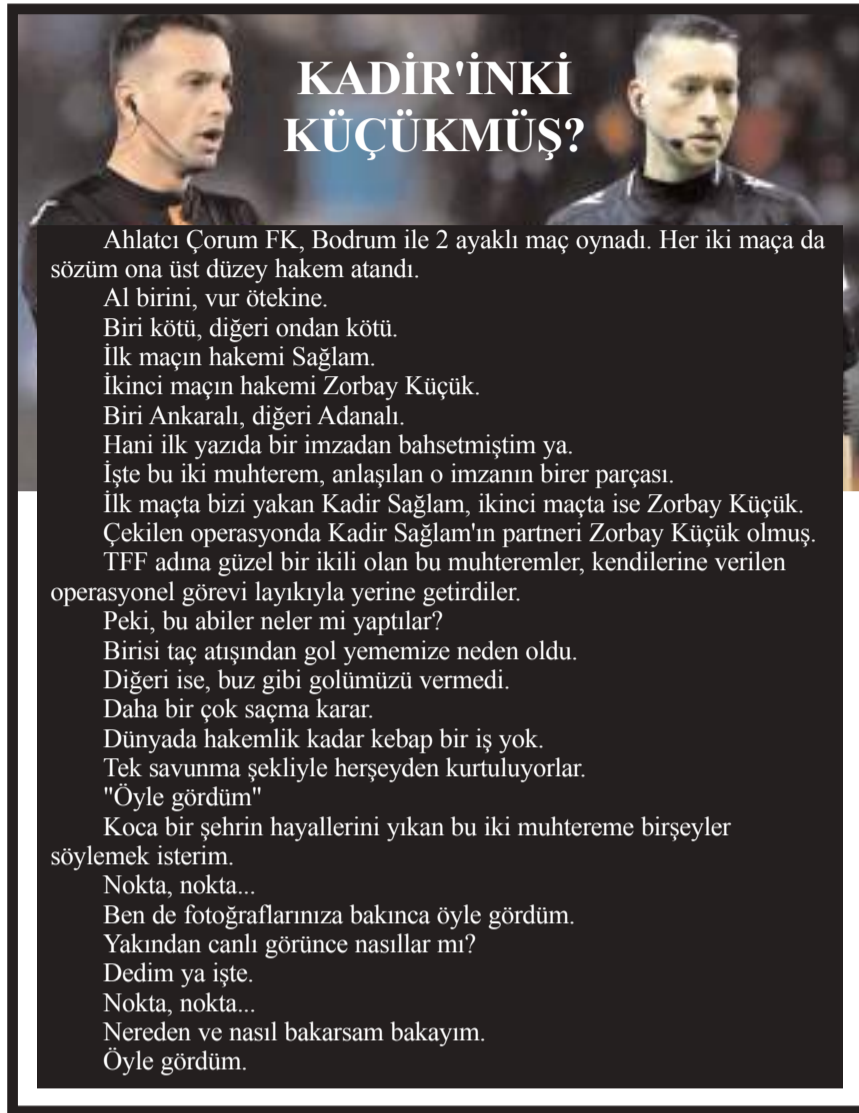 KADİR'İNKİ
KÜÇÜKMÜŞ?
Ahlatcı Çorum FK, Bodrum ile 2 ayaklı maç oynadı. Her iki maça da
sözüm ona üst düzey hakem atandı.
Al birini, vur ötekine.
Biri kötü, diğeri ondan kötü.
İlk maçın hakemi Sağlam.
İkinci maçın hakemi Zorbay Küçük.
Biri Ankaralı, diğeri Adanalı.
Hani ilk yazıda bir imzadan bahsetmiştim ya.
İşte bu iki muhterem, anlaşılan o imzanın birer parçası.
İlk maçta bizi yakan Kadir Sağlam, ikinci maçta ise Zorbay Küçük.
Çekilen operasyonda Kadir Sağlam'ın partneri Zorbay Küçük olmuş.
TFF adına güzel bir ikili olan bu muhteremler, kendilerine verilen
operasyonel görevi layıkıyla yerine getirdiler.
Peki, bu abiler neler mi yaptılar?
Birisi taç atışından gol yememize neden oldu.
Diğeri ise, buz gibi golümüzü vermedi.
Daha bir çok saçma karar.
Dünyada hakemlik kadar kebap bir iş yok.
Tek savunma şekliyle herşeyden kurtuluyorlar.
"Öyle gördüm"
Koca bir şehrin hayallerini yıkan bu iki muhtereme birşeyler
söylemek isterim.
Nokta, nokta...
Ben de fotoğraflarınıza bakınca öyle gördüm.
Yakından canlı görünce nasıllar mı?
Dedim ya işte.
Nokta, nokta...
Nereden ve nasıl bakarsam bakayım.
Öyle gördüm.